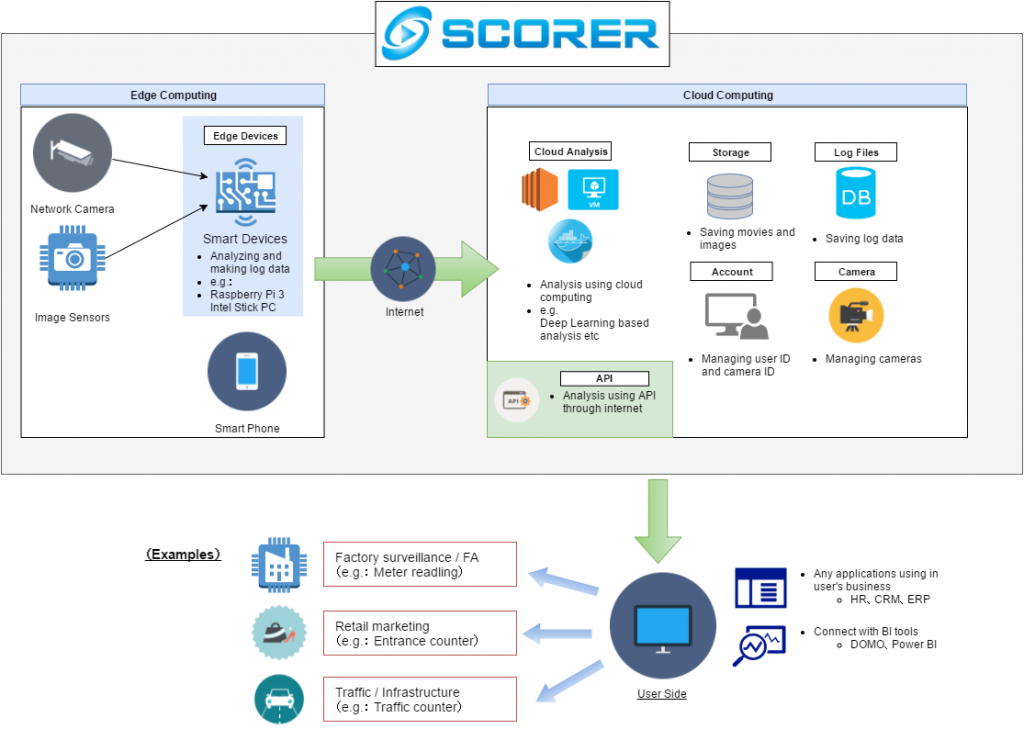 SCORER
Edge Computing
Edge Devices
Network Camera
Smart Devices
• Analyzing and
making log data
• e.g.:
• Raspberry Pi 3
Intel Stick PC
Image Sensors
Smart Phone
Internet
Cloud Computing
Cloud Analysis
VM
• Analysis using cloud
computing
• e.g.
Deep Learning based
analysis etc
Storage
• Saving movies and
images
Log Files
DB
• Saving log data
Account
• Managing user ID
and camera ID
Camera
• Managing cameras
API
API
• Analysis using API
through internet
(Examples)
Factory surveillance / FA
(e.g.: Meter readling)
Retail marketing
(e.g.: Entrance counter)
Traffic / Infrastructure
(e.g.: Traffic counter)
User Side
• Any applications using in
user's business
○ HR、CRM、ERP
• Connect with BI tools
○ DOMO、Power BI